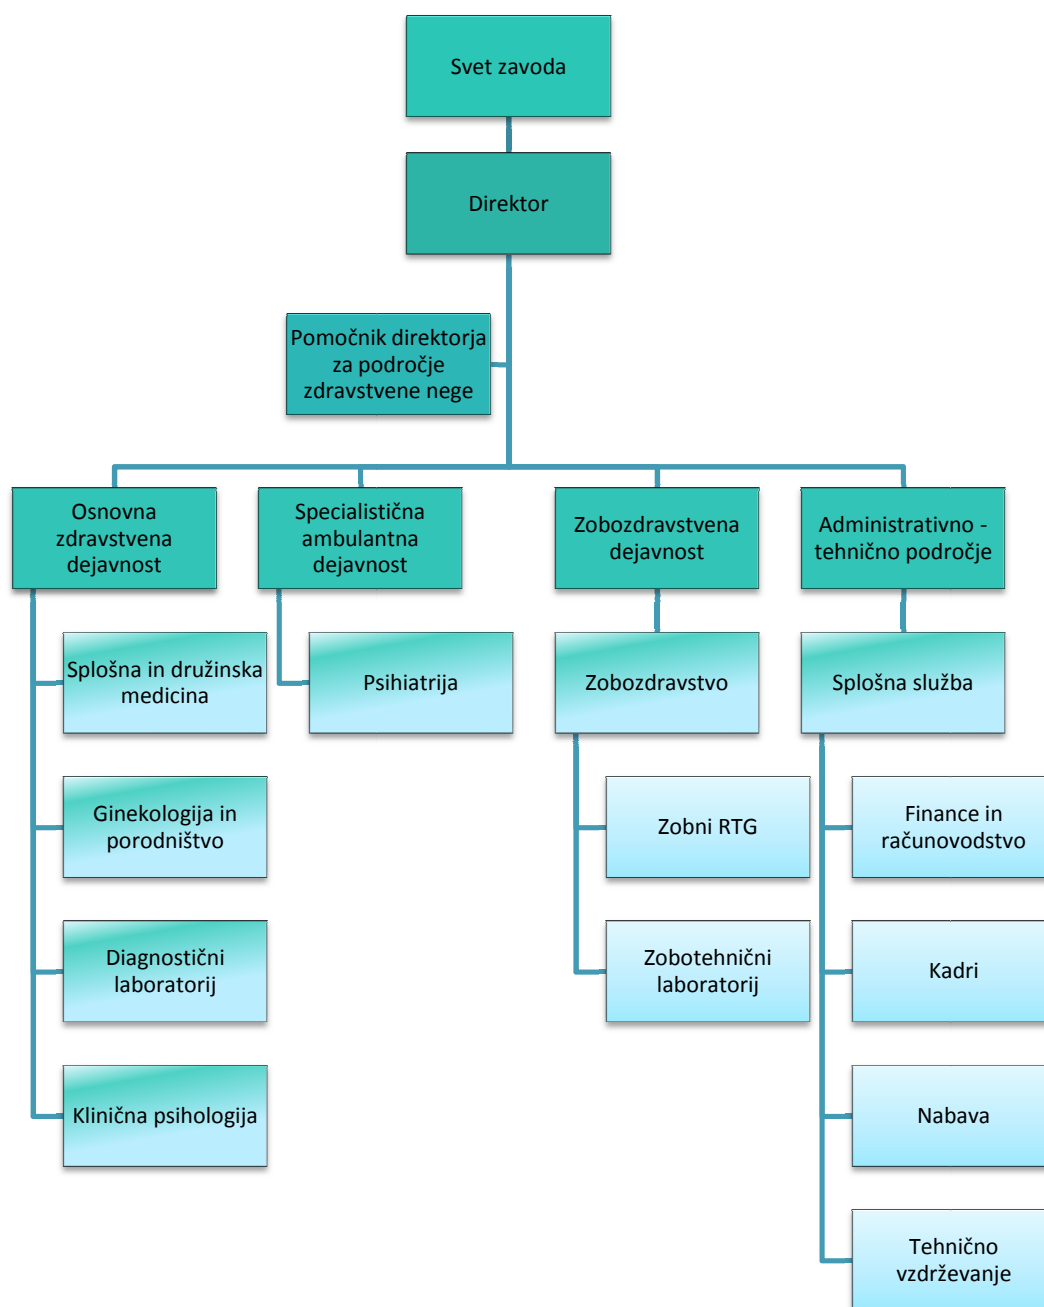 Svet zavoda
Direktor
Pomočnik direktorja
za področje
zdravstvene nege
Osnovna
zdravstvena
dejavnost
Specialistična
ambulantna
dejavnost
Zobozdravstvena
dejavnost
Administrativno -
tehnično področje
Splošna in družinska
medicina
Psihiatrija
Zobozdravstvo
Splošna služba
Ginekologija in
porodništvo
Zobni RTG
Finance in
računovodstvo
Diagnostični
laboratorij
Zobotehnični
laboratorij
Kadri
Klinična psihologija
Nabava
Tehnično
vzdrževanje